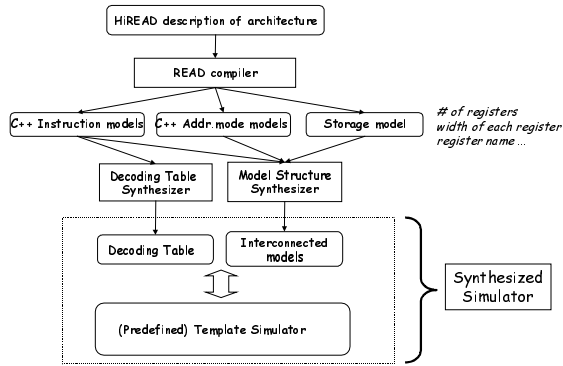 HiREAD description of architecture
READ compiler
C++ Instruction models
C++ Addr.mode models
Storage model
# of registers
width of each register
register name ...
Decoding Table
Synthesizer
Model Structure
Synthesizer
Decoding Table
Interconnected
models
(Predefined) Template Simulator
Synthesized
Simulator